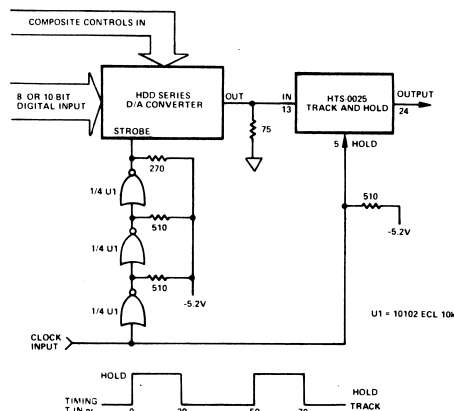 COMPOSITE CONTROLS IN
8 OR 10-BIT
DIGITAL INPUT
HDD SERIES
D/A CONVERTER
STROBE
OUT
IN
13
HTS-0025
TRACK AND HOLD
OUTPUT
24
75
5
HOLD
270
1/4 U1
510
510
1/4 U1
510
-5.2V
1/4 U1
-5.2V
U1 = 10102 ECL 10k
CLOCK
INPUT
HOLD
HOLD
TIMING
TRACK
T IN
0
20
50
70